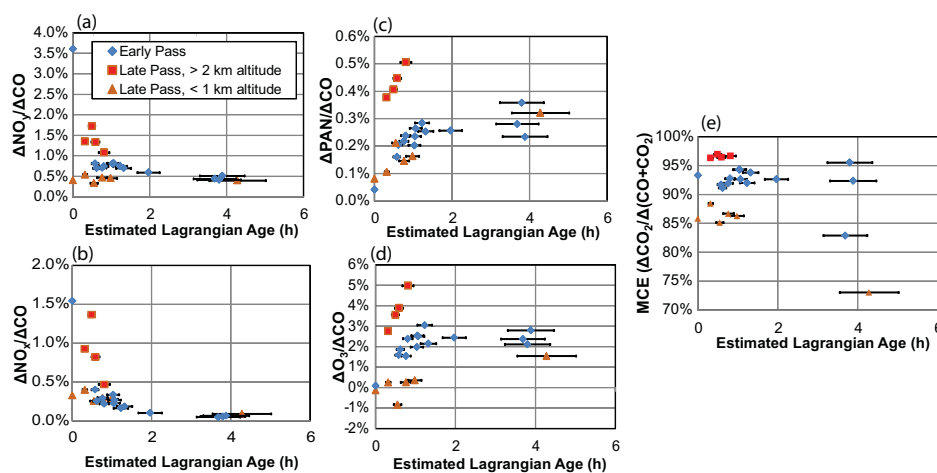 (a)
4.0%
3.5%
3.0%
2.5%
2.0%
1.5%
1.0%
0.5%
0.0%
ΔNOy/ΔCO
Early Pass
Late Pass, > 2 km altitude
Late Pass, < 1 km altitude
0 2 4 6
Estimated Lagrangian Age (h)
(b)
2.0%
1.5%
1.0%
0.5%
0.0%
ΔNOx/ΔCO
0 2 4 6
Estimated Lagrangian Age (h)
(c)
0.6%
0.5%
0.4%
0.3%
0.2%
0.1%
0.0%
ΔPAN/ΔCO
0 2 4 6
Estimated Lagrangian Age (h)
(d)
6%
5%
4%
3%
2%
1%
0%
-1%
-2%
ΔO3/ΔCO
0 2 4 6
Estimated Lagrangian Age (h)
(e)
100%
95%
90%
85%
80%
75%
70%
MCE (ΔCO2/Δ(CO+CO2)
0 2 4 6
Estimated Lagrangian Age (h)